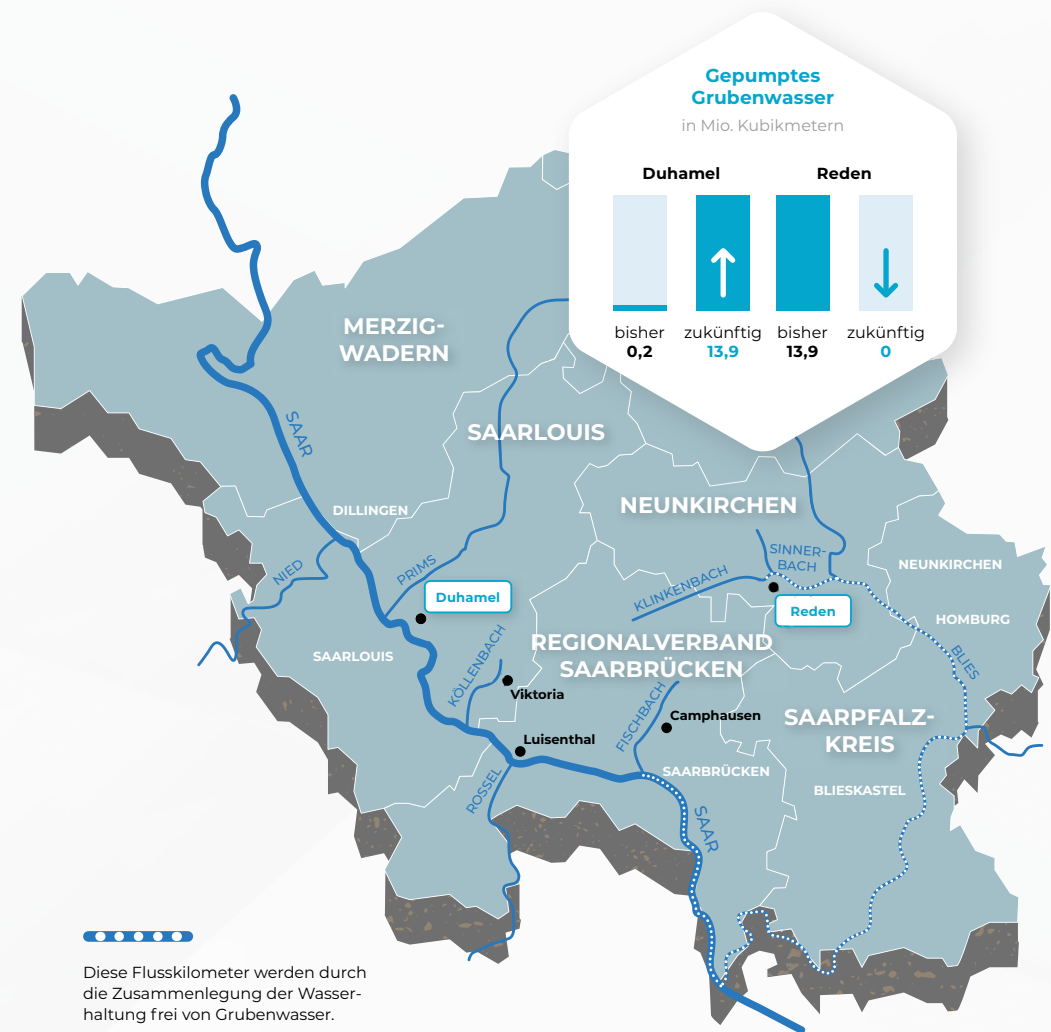 Gepumptes
Grubenwasser
in Mio. Kubikmetern
Duhamel
Reden
bisher
0,2
zukünftig
13,9
bisher
13,9
zukünftig
0
MERZIG-
WADERN
SAAR
SAARLOUIS
DILLINGEN
NEUNKIRCHEN
NIED
PRIMS
SINNER-
BACH
KLINKENBACH
NEUNKIRCHEN
Duhamel
Reden
HOMBURG
SAARLOUIS
KÖLLENBACH
REGIONALVERBAND
SAARBRÜCKEN
BLIES
Viktoria
FISCHBACH
Camphausen
SAARPFALZ-
KREIS
Luisenthal
SAARBRÜCKEN
BLIESKASTEL
ROSSEL
SAAR
Diese Flusskilometer werden durch
die Zusammenlegung der Wasser-
haltung frei von Grubenwasser.